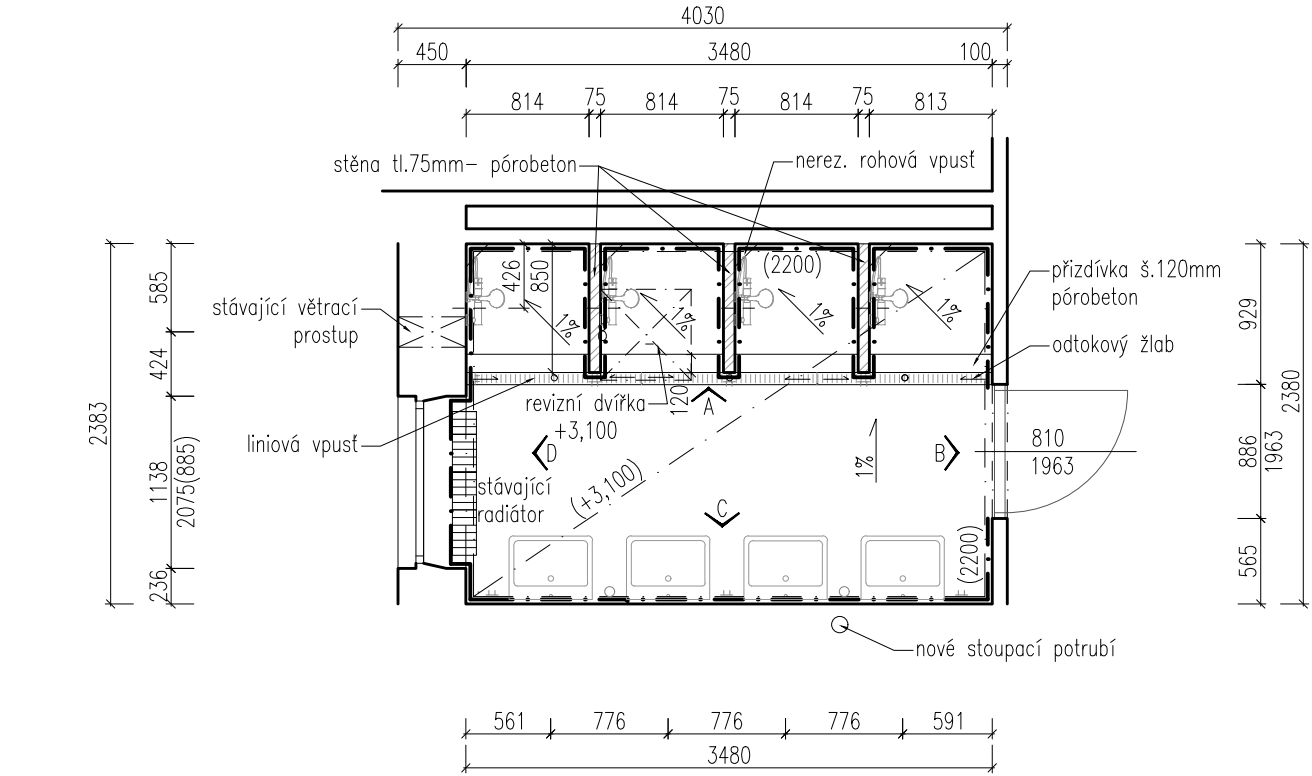 4030
450 3480 100
814 75 814 75 814 75 813
stěna tl.75mm– pórobeton
nerez. rohová vpusť
585
426
850
(2200)
přizdívka š.120mm
pórobeton
929
stávající větrací
prostup
1%
1%
1%
1%
424
odtokový žlab
revizní dvířka
+3,100
120
A
liniová vpusť
D
1%
B
810
1963
2383
1138
2075(885)
886
1963
2380
stávající
radiátor
(+3,100)
C
(2200)
236
565
nové stoupací potrubí
561 776 776 776 591
3480